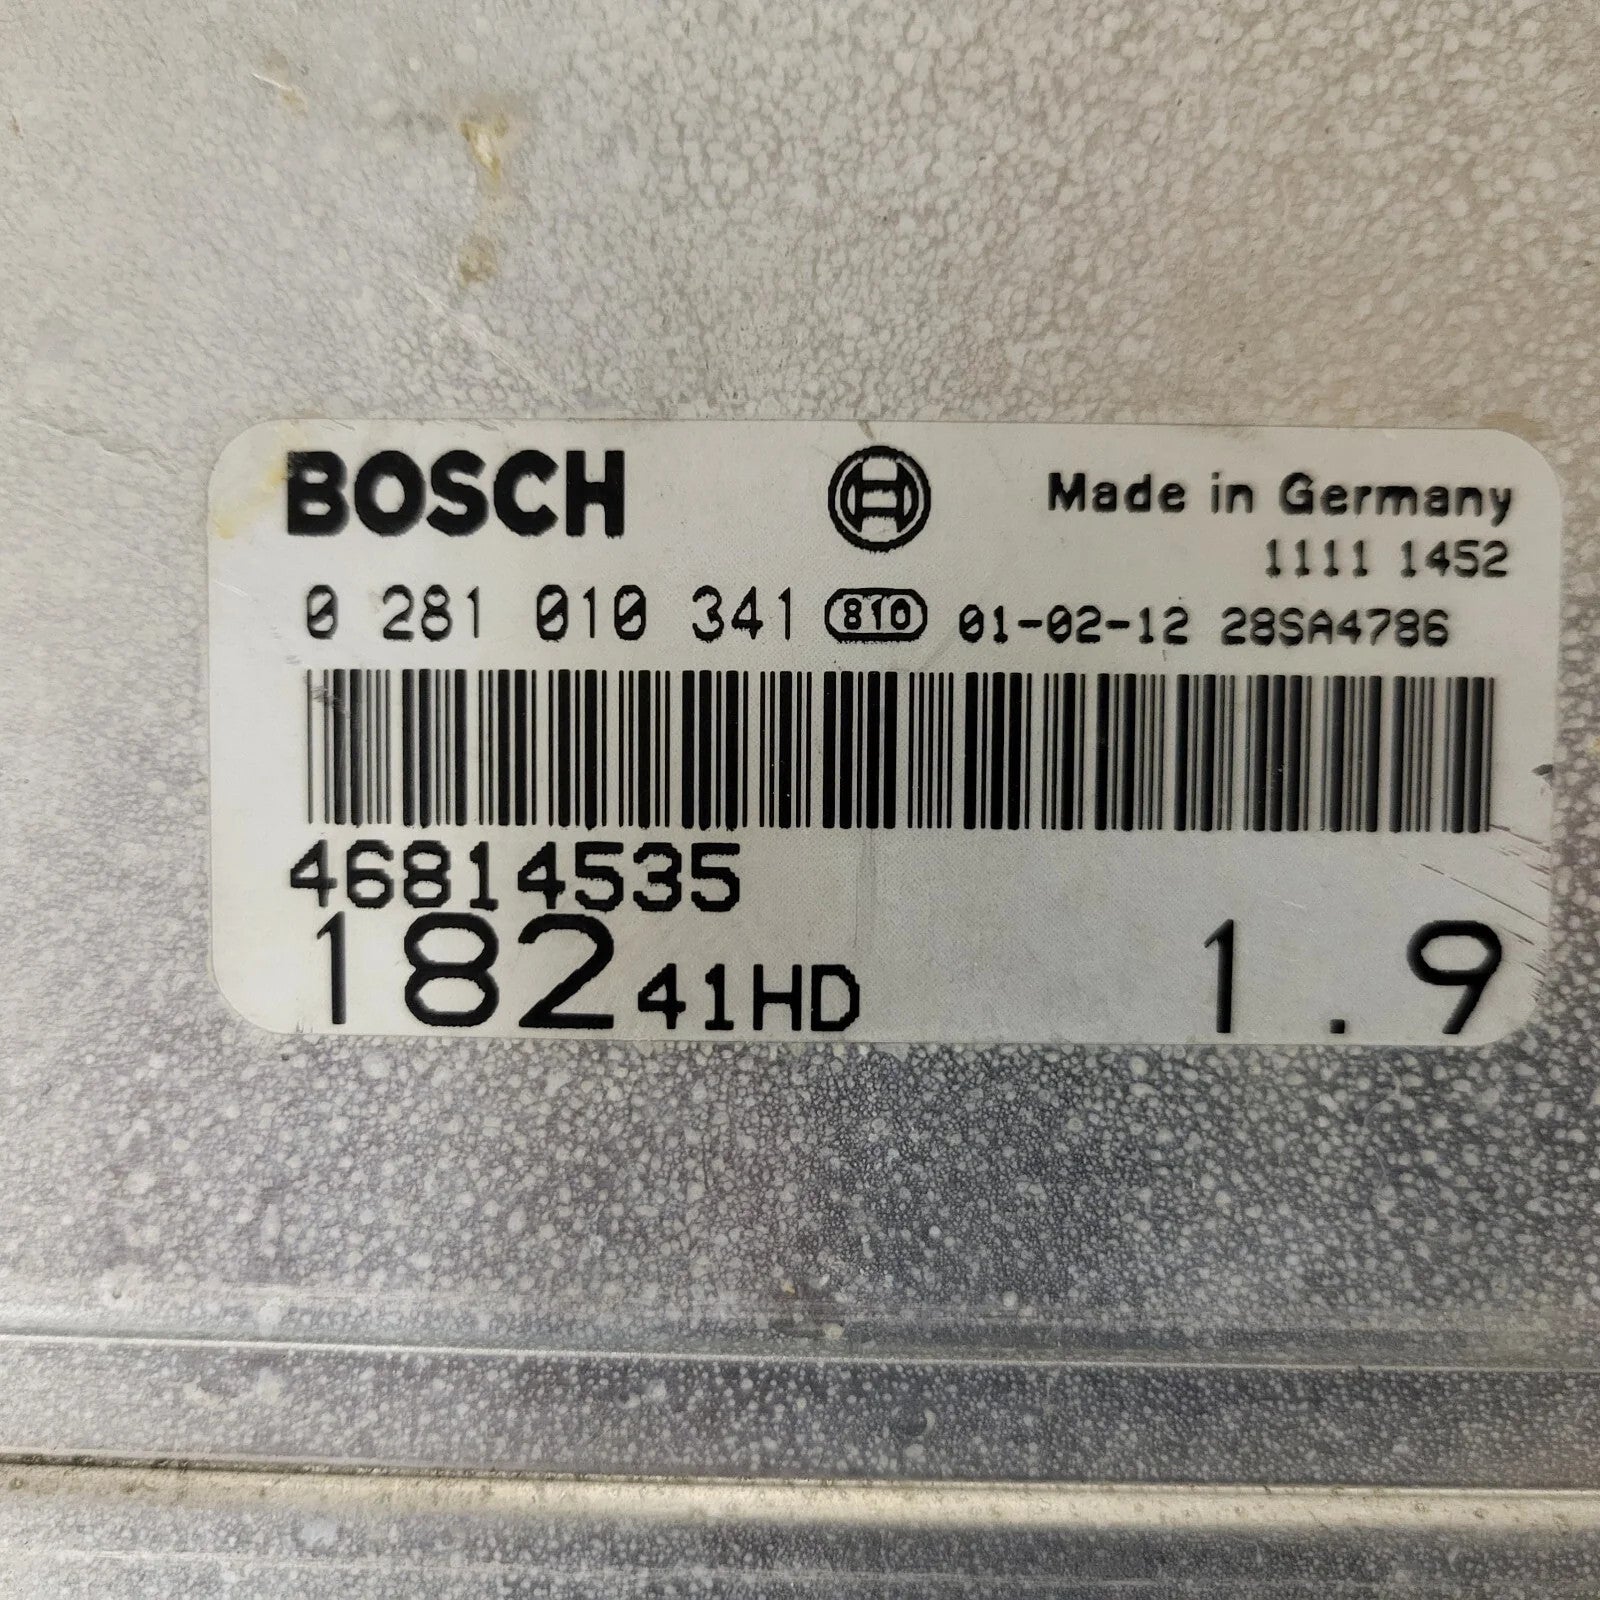 BOSCH
Made in Germany
1111 1452
0 281 010 341 810 01-02-12 28SA4786
46814535
182 41HD 1.9